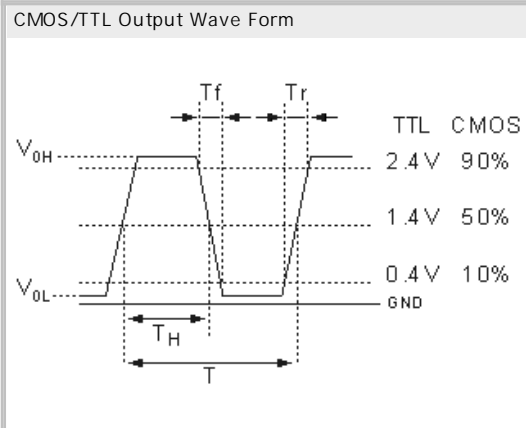 CMOS/TTL Output Wave Form
Tf Tr
TTL CMOS
V0H 2.4V 90%
1.4V 50%
0.4V 10%
V0L GND
TH
T